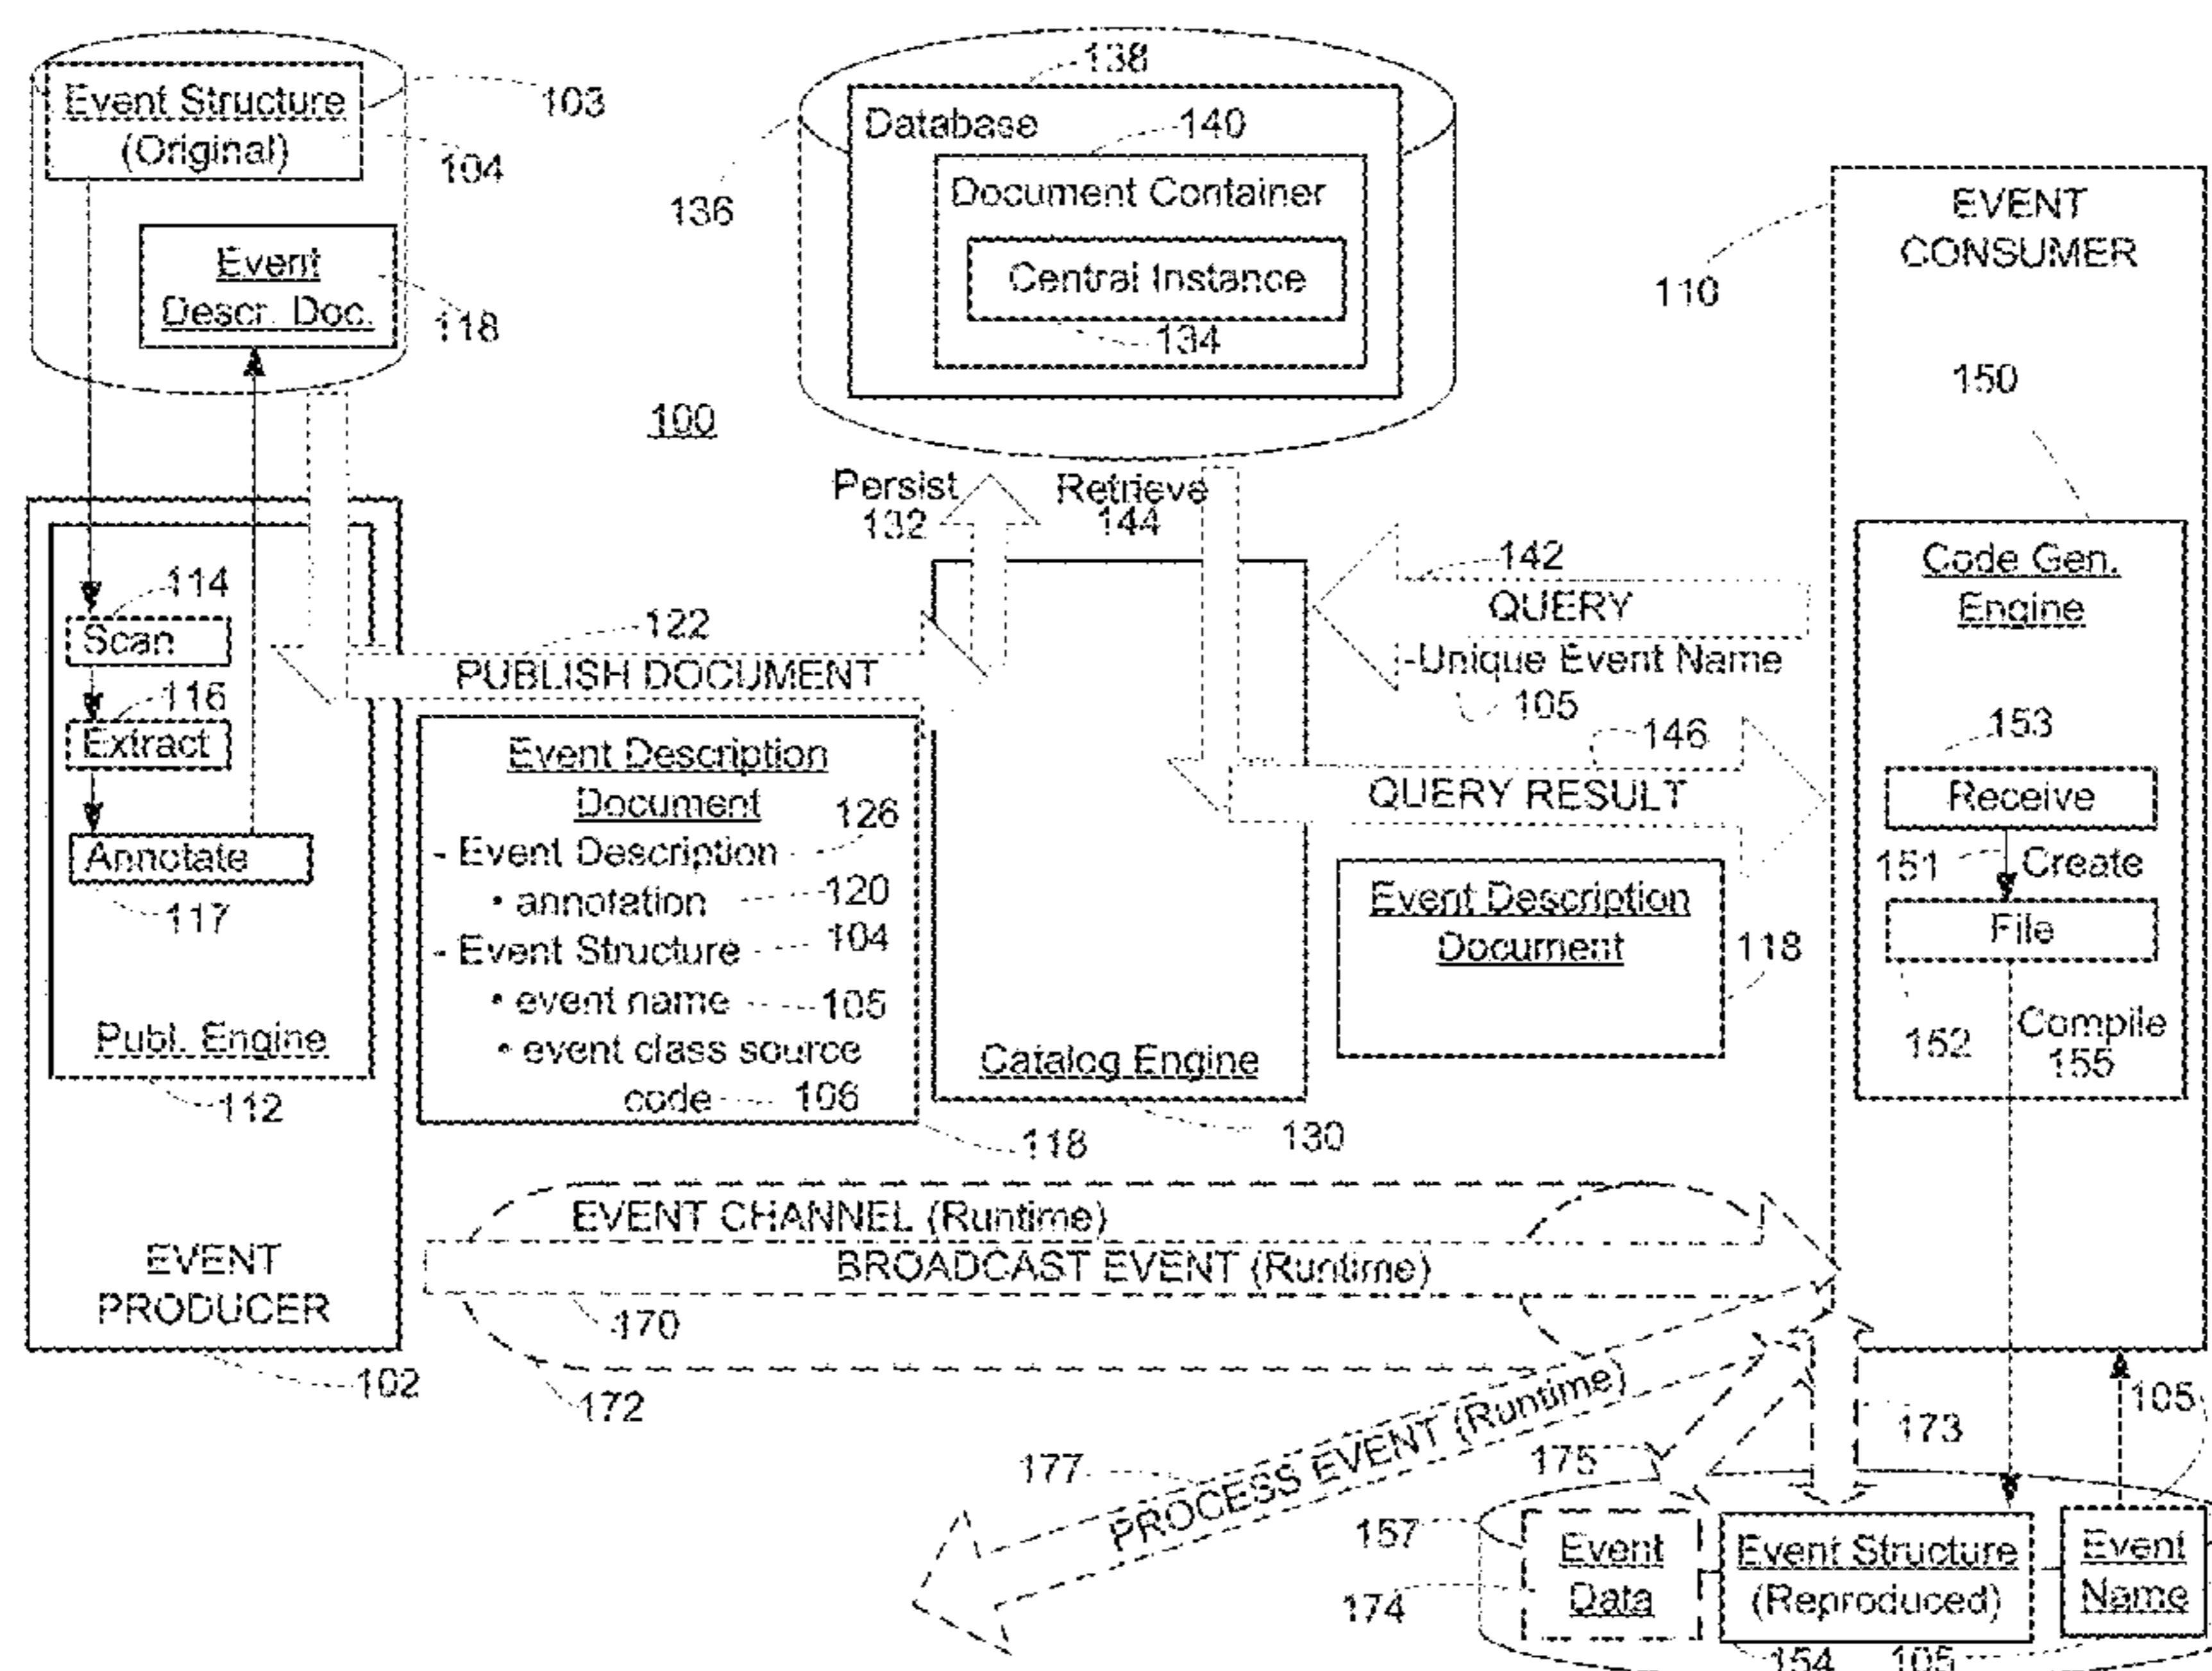 Event Structure
(Original)
103
104
Event
Descr. Doc.
118
138
Database
140
Document Container
Central Instance
134
136
100
EVENT
CONSUMER
110
150
Persist
132
Retrieve
144
114
Scan
116
Extract
Annotate
117
Publ. Engine
112
EVENT
PRODUCER
102
122
PUBLISH DOCUMENT
Event Description
Document
126
- Event Description
• annotation
120
- Event Structure
104
• event name
105
• event class source
code
106
118
Catalog Engine
130
142
QUERY
-Unique Event Name
105
146
QUERY RESULT
Event Description
Document
118
Code Gen.
Engine
153
Receive
151
Create
File
152
Compile
155
EVENT CHANNEL (Runtime)
BROADCAST EVENT (Runtime)
170
172
177
PROCESS EVENT (Runtime)
175
173
105
157
Event
Data
174
Event Structure
(Reproduced)
154
Event
Name
105